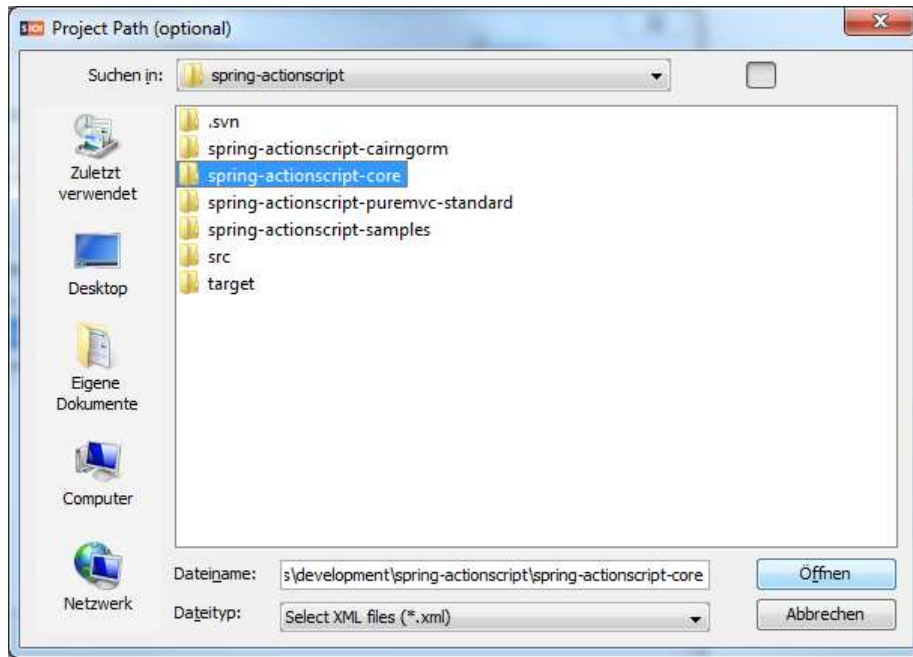 Project Path (optional)
Suchen in:
spring-actionscript
.svn
spring-actionscript-cairngorm
spring-actionscript-core
spring-actionscript-puremvc-standard
spring-actionscript-samples
src
target
Zuletzt
verwendet
Desktop
Eigene
Dokumente
Computer
Netzwerk
Dateiname:
s\development\spring-actionscript\spring-actionscript-core
Öffnen
Dateityp:
Select XML files (*.xml)
Abbrechen